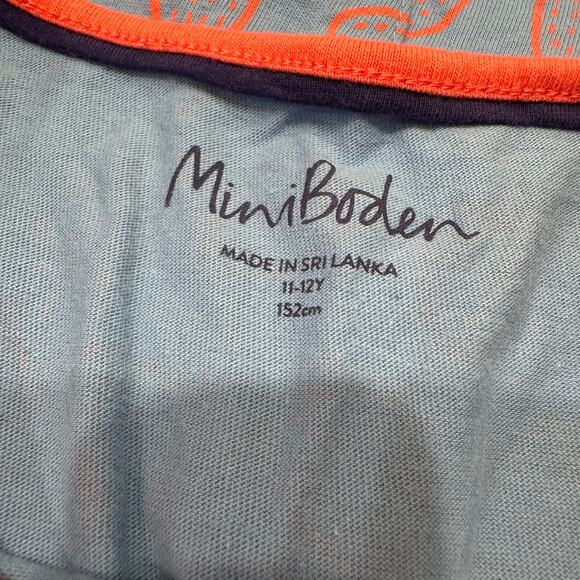 MiniBoden
MADE IN SRI LANKA
11-12Y
152cm